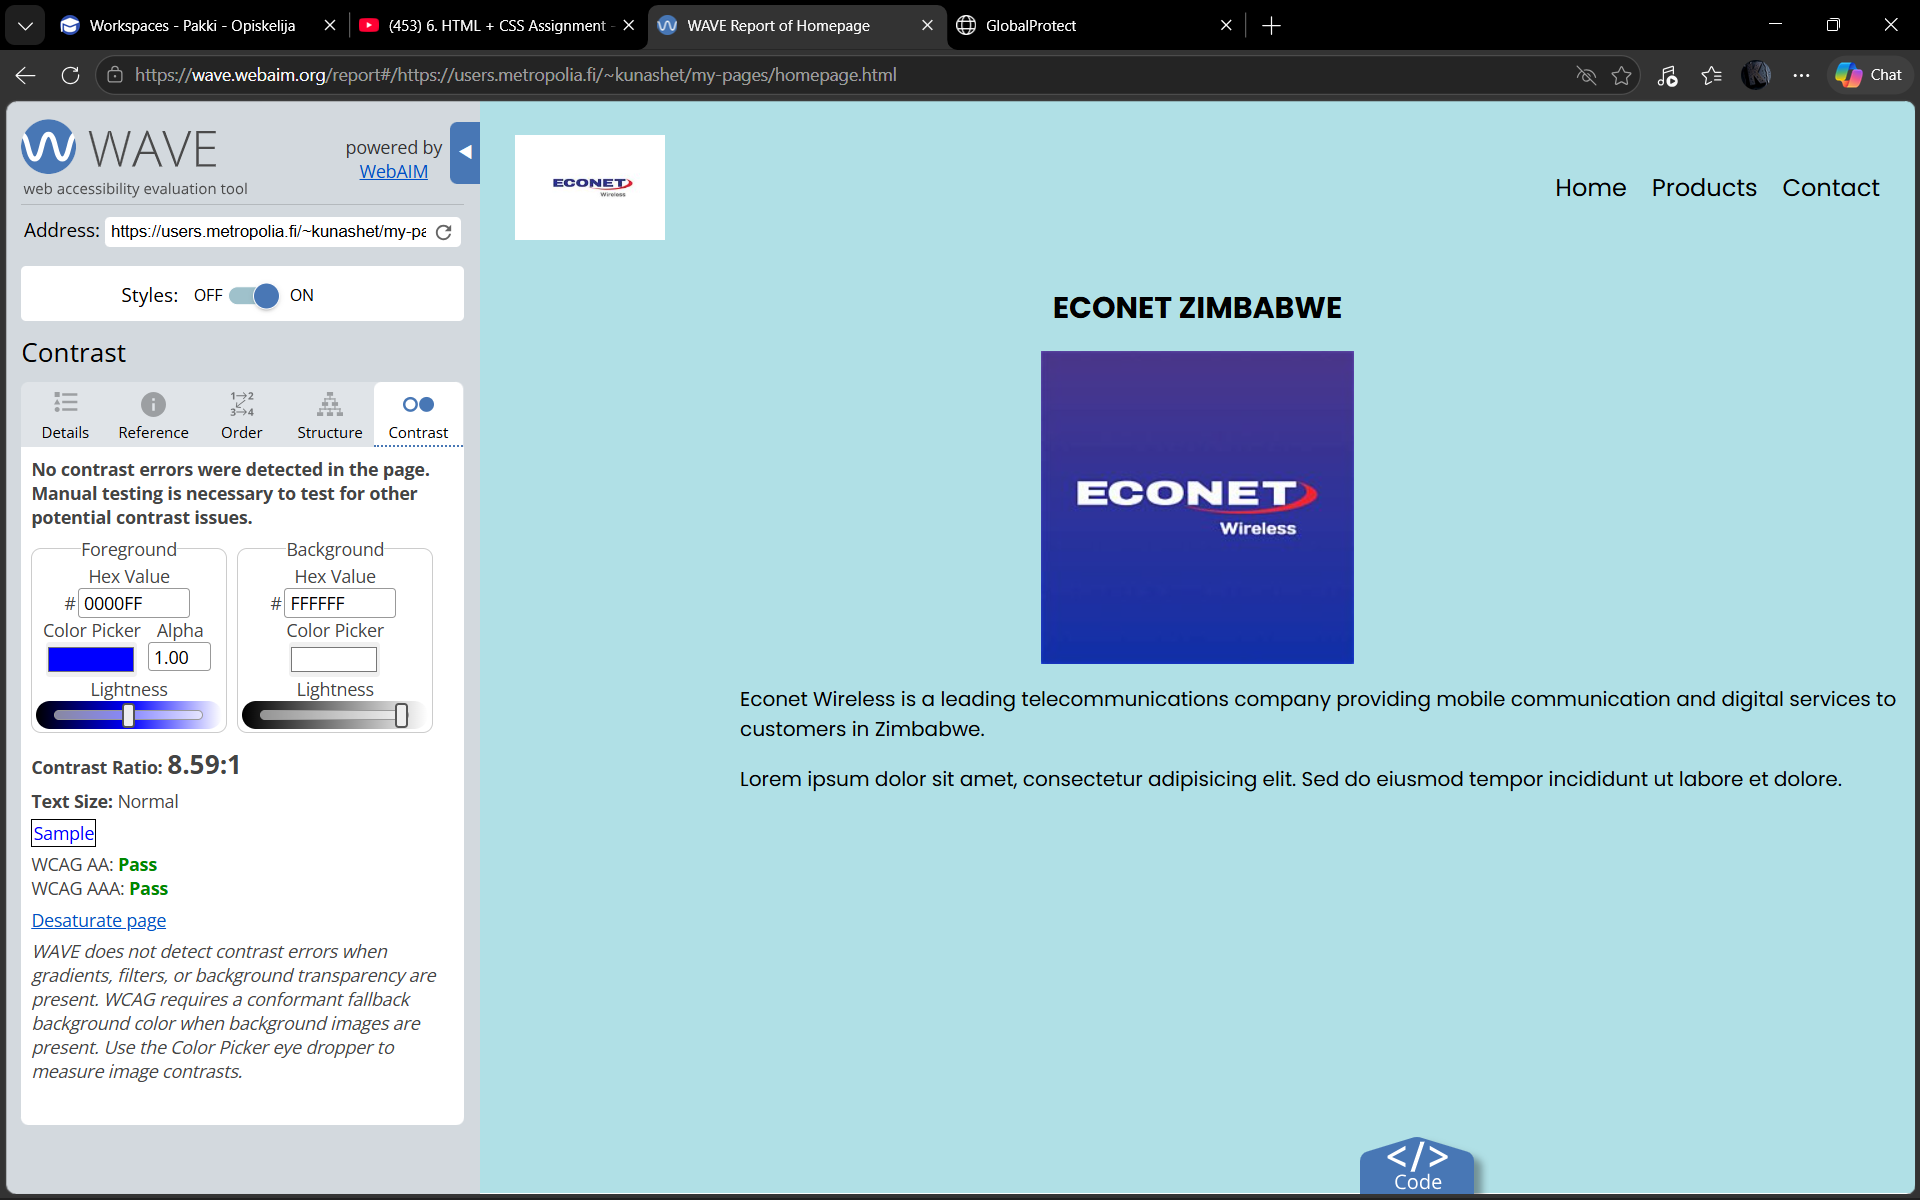 Workspaces - Pakki - Opiskelija
(453) 6. HTML + CSS Assignment -
WAVE Report of Homepage
GlobalProtect
https://wave.webaim.org/report#/https://users.metropolia.fi/~kunashet/my-pages/homepage.html
Chat
WAVE
web accessibility evaluation tool
powered by
WebAIM
Address: https://users.metropolia.fi/~kunashet/my-pa
Styles: OFF ON
Contrast
Details
Reference
1→2
3→4
Order
Structure
Contrast
No contrast errors were detected in the page.
Manual testing is necessary to test for other
potential contrast issues.
Foreground
Hex Value
# 0000FF
Color Picker Alpha
1.00
Lightness
Background
Hex Value
# FFFFFF
Color Picker
Lightness
Contrast Ratio: 8.59:1
Text Size: Normal
Sample
WCAG AA: Pass
WCAG AAA: Pass
Desaturate page
WAVE does not detect contrast errors when
gradients, filters, or background transparency are
present. WCAG requires a conformant fallback
background color when background images are
present. Use the Color Picker eye dropper to
measure image contrasts.
ECONET
Wireless
Home Products Contact
ECONET ZIMBABWE
ECONET
Wireless
Econet Wireless is a leading telecommunications company providing mobile communication and digital services to
customers in Zimbabwe.
Lorem ipsum dolor sit amet, consectetur adipisicing elit. Sed do eiusmod tempor incididunt ut labore et dolore.
</>
Code